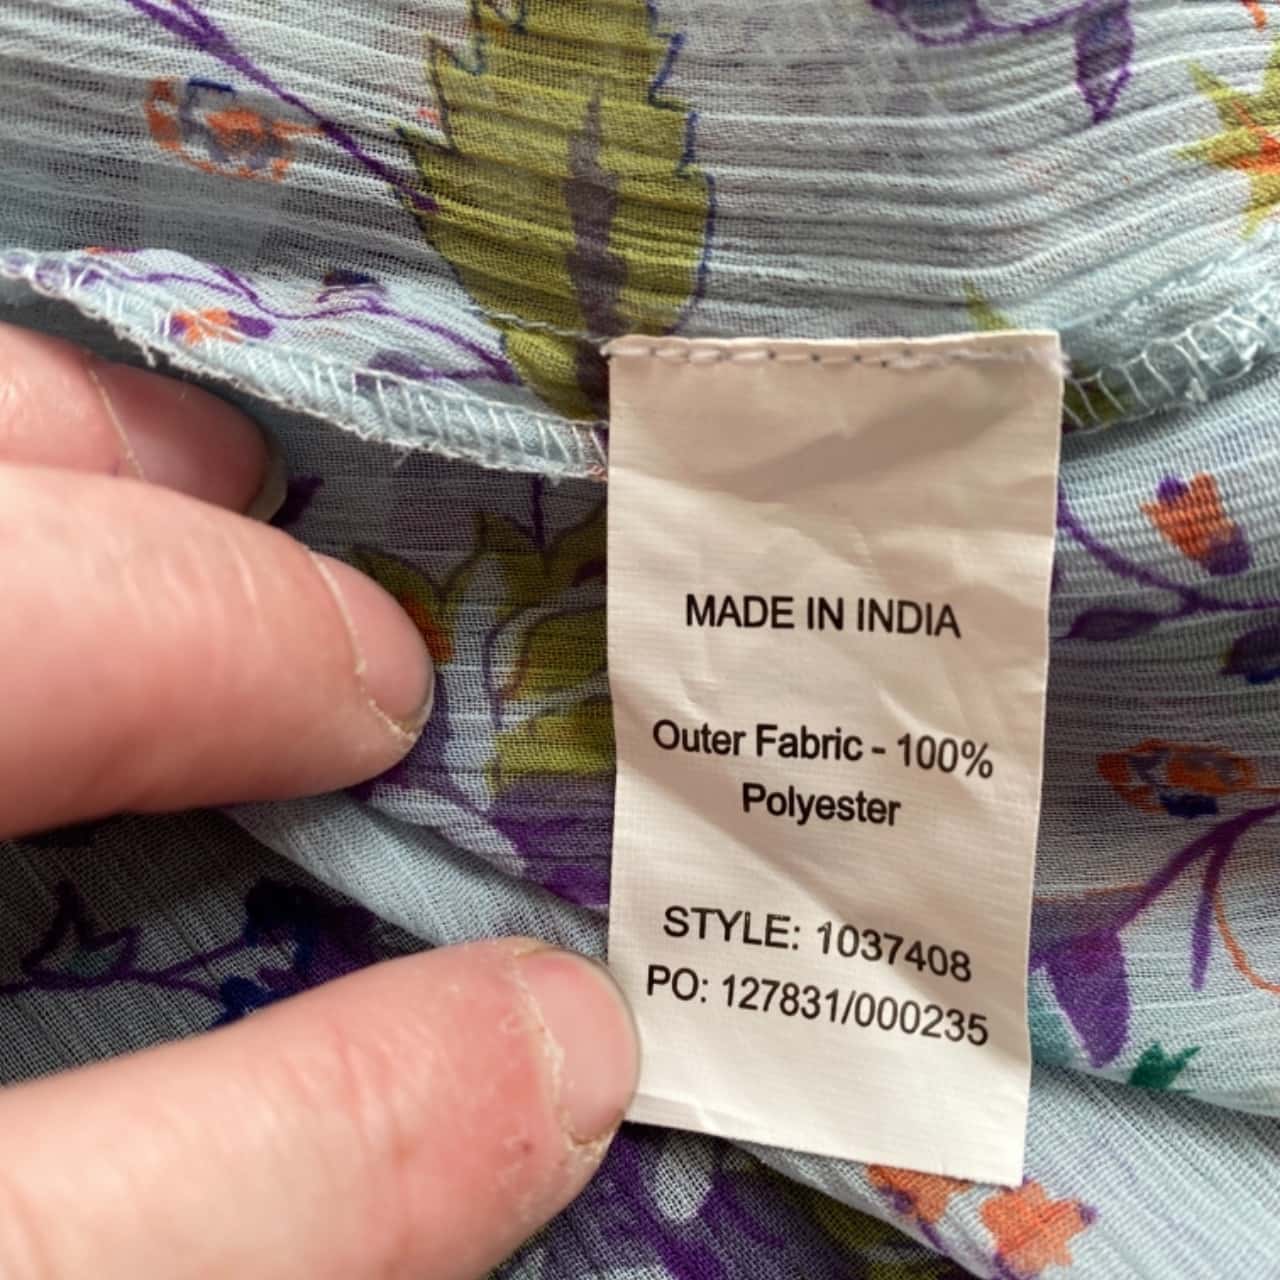 MADE IN INDIA
Outer Fabric - 100%
Polyester
STYLE: 1037408
PO: 127831/000235